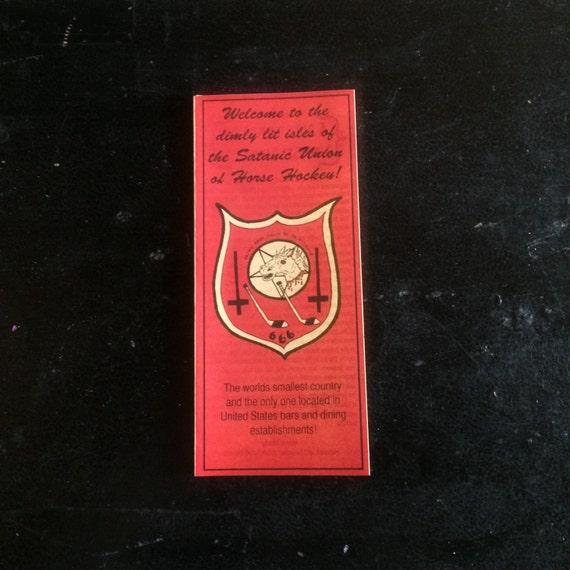 Welcome to the
dimly lit isles of
the Satanic Union
of Horse Hockey!
666
The worlds smallest country
and the only one located in
United States bars and dining
establishments!